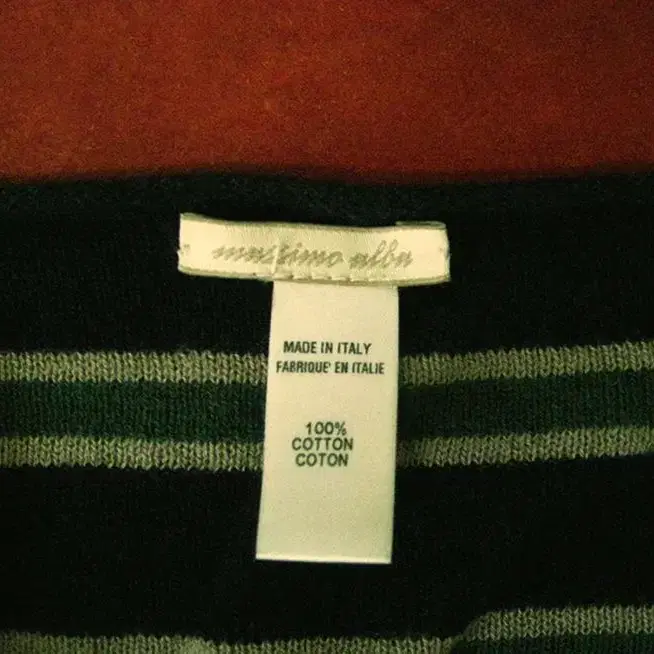 massimo alba
MADE IN ITALY
FABRIQUE' EN ITALIE
100%
COTTON
COTON